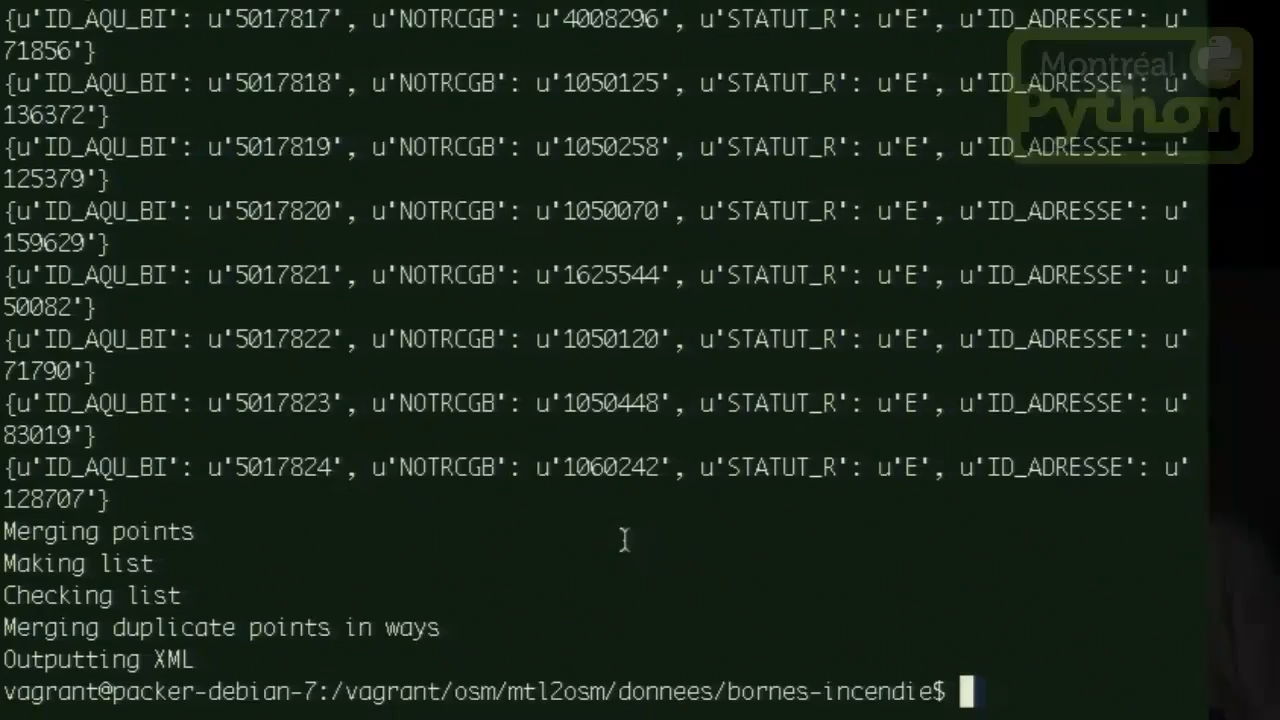 {u'ID_AQU_BI': u'5017817', u'NOTRCGB': u'4008296', u'STATUT_R': u'E', u'ID_ADRESSE': u'
71856'}
{u'ID_AQU_BI': u'5017818', u'NOTRCGB': u'1050125', u'STATUT_R': u'E', u'ID_ADRESSE': u'
136372'}
{u'ID_AQU_BI': u'5017819', u'NOTRCGB': u'1050258', u'STATUT_R': u'E', u'ID_ADRESSE': u'
125379'}
{u'ID_AQU_BI': u'5017820', u'NOTRCGB': u'1050070', u'STATUT_R': u'E', u'ID_ADRESSE': u'
159629'}
{u'ID_AQU_BI': u'5017821', u'NOTRCGB': u'1625544', u'STATUT_R': u'E', u'ID_ADRESSE': u'
50082'}
{u'ID_AQU_BI': u'5017822', u'NOTRCGB': u'1050120', u'STATUT_R': u'E', u'ID_ADRESSE': u'
71790'}
{u'ID_AQU_BI': u'5017823', u'NOTRCGB': u'1050448', u'STATUT_R': u'E', u'ID_ADRESSE': u'
83019'}
{u'ID_AQU_BI': u'5017824', u'NOTRCGB': u'1060242', u'STATUT_R': u'E', u'ID_ADRESSE': u'
128707'}
Merging points
Making list
Checking list
Merging duplicate points in ways
Outputting XML
vagrant@packer-debian-7:/vagrant/osm/mtl2osm/donnees/bornes-incendie$
Montréal
Python